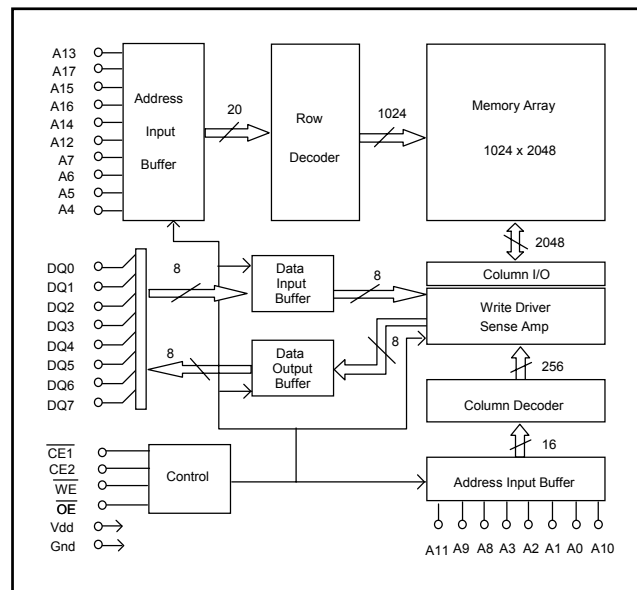 A13
A17
A15
A16
A14
A12
A7
A6
A5
A4
Address
Input
Buffer
20
Row
Decoder
1024
Memory Array
1024 x 2048
2048
Column I/O
Write Driver
Sense Amp
DQ0
DQ1
DQ2
DQ3
DQ4
DQ5
DQ6
DQ7
8
Data
Input
Buffer
8
8
Data
Output
Buffer
8
256
Column Decoder
16
Address Input Buffer
A11 A9 A8 A3 A2 A1 A0 A10
CE1
CE2
WE
OE
Vdd
Gnd
Control